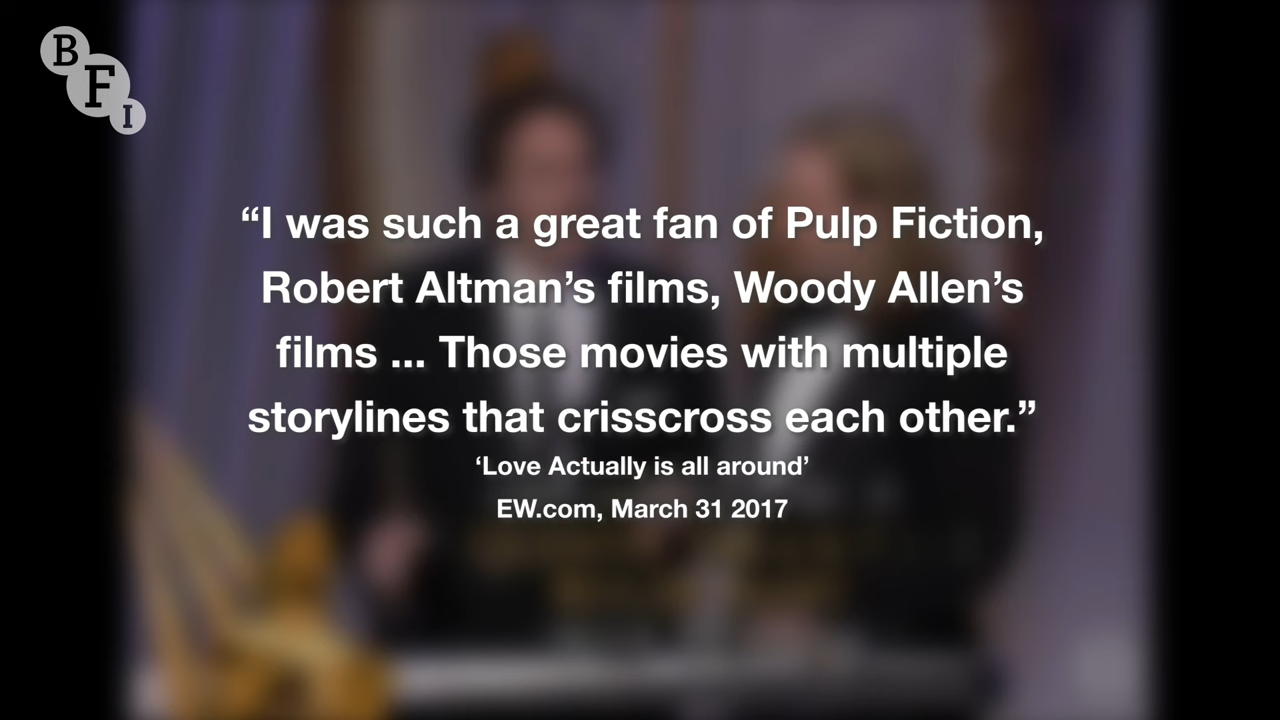 B
F
I
“I was such a great fan of Pulp Fiction,
Robert Altman’s films, Woody Allen’s
films ... Those movies with multiple
storylines that crisscross each other.”
‘Love Actually is all around’
EW.com, March 31 2017